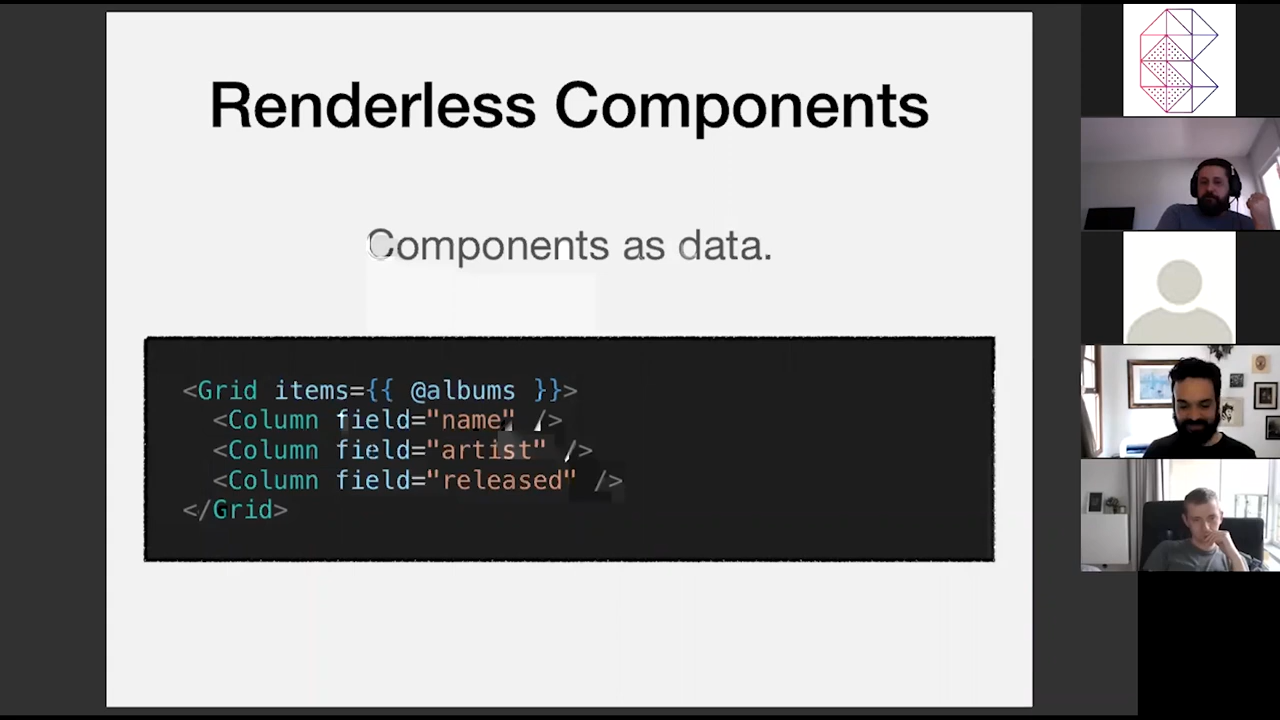 Renderless Components
Components as data.
<Grid items={{ @albums }}>
<Column field="name" />
<Column field="artist" />
<Column field="released" />
</Grid>